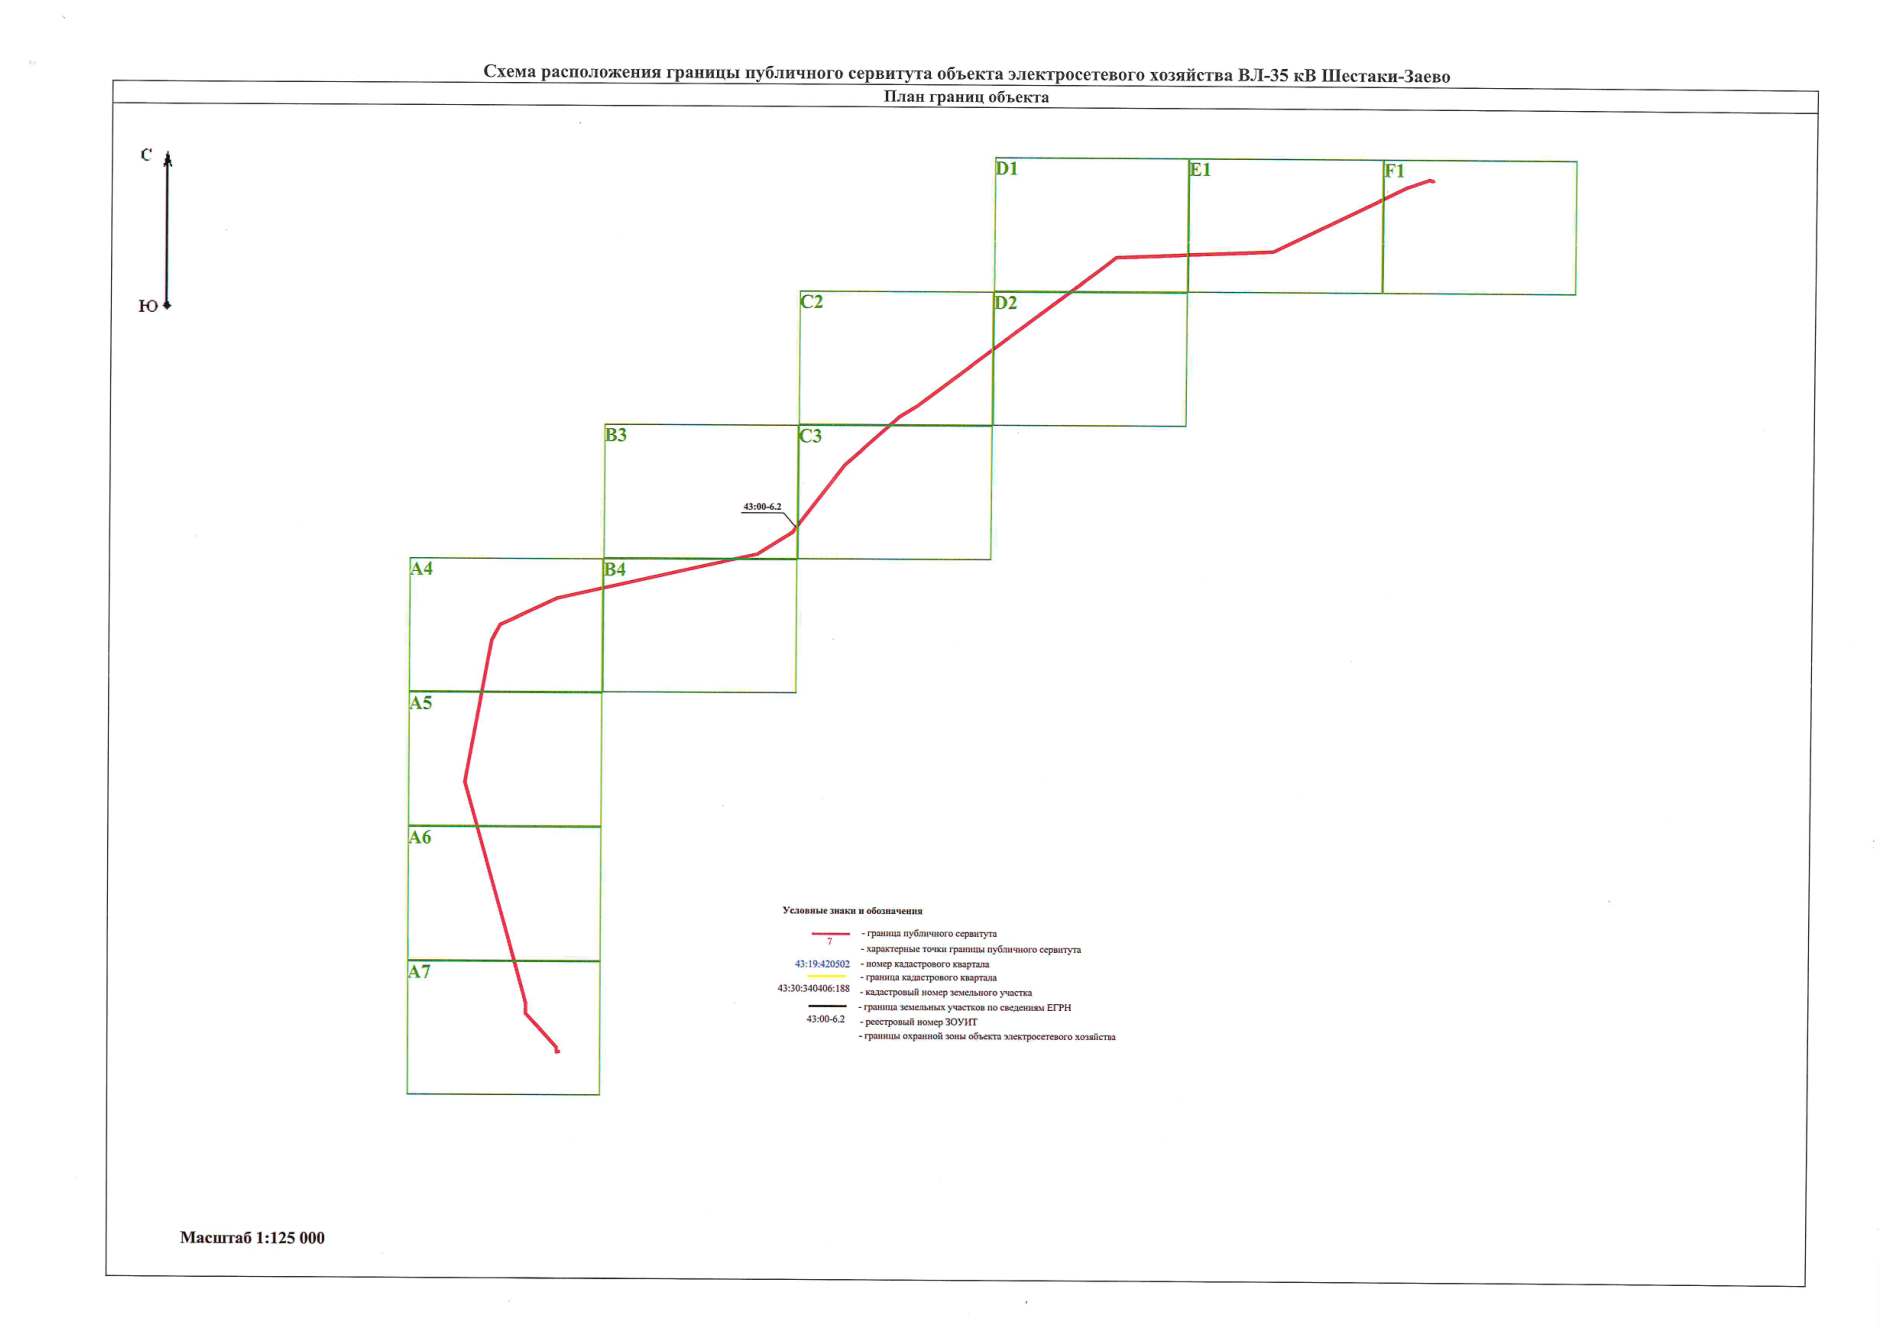 Схема расположения границы публичного сервитута объекта электросетевого хозяйства ВЛ-35 кВ Шестаки-Заево
План границ объекта
С
Ю
D1
E1
F1
C2
D2
B3
C3
43:00-6.2
A4
B4
A5
A6
A7
Условные знаки и обозначения
- граница публичного сервитута
7
- характерные точки границы публичного сервитута
43:19:420502 - номер кадастрового квартала
- граница кадастрового квартала
43:30:340406:188 - кадастровый номер земельного участка
- граница земельных участков по сведениям ЕГРН
43:00-6.2 - реестровый номер ЗОУИТ
- границы охранной зоны объекта электросетевого хозяйства
Масштаб 1:125 000